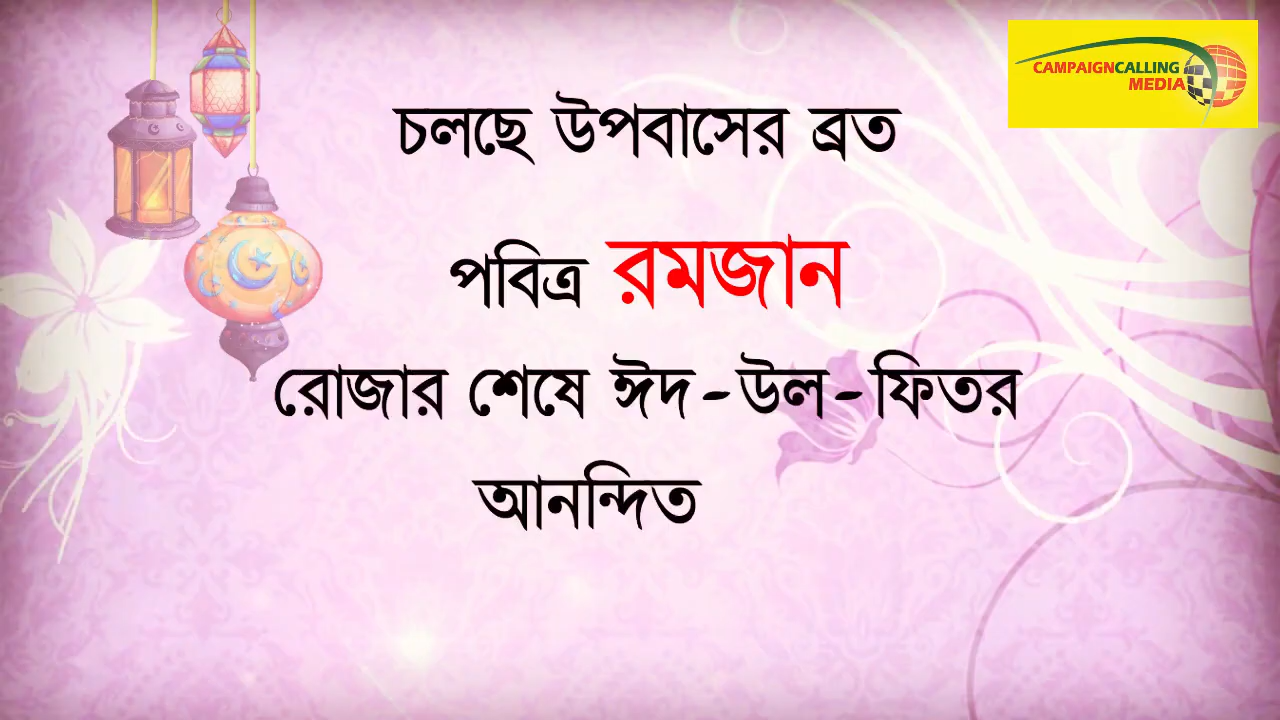 CAMPAIGNCALLING
MEDIA
চলছে উপবাসের ব্রত
পবিত্র রমজান
রোজার শেষে ঈদ-উল-ফিতর
আনন্দিত